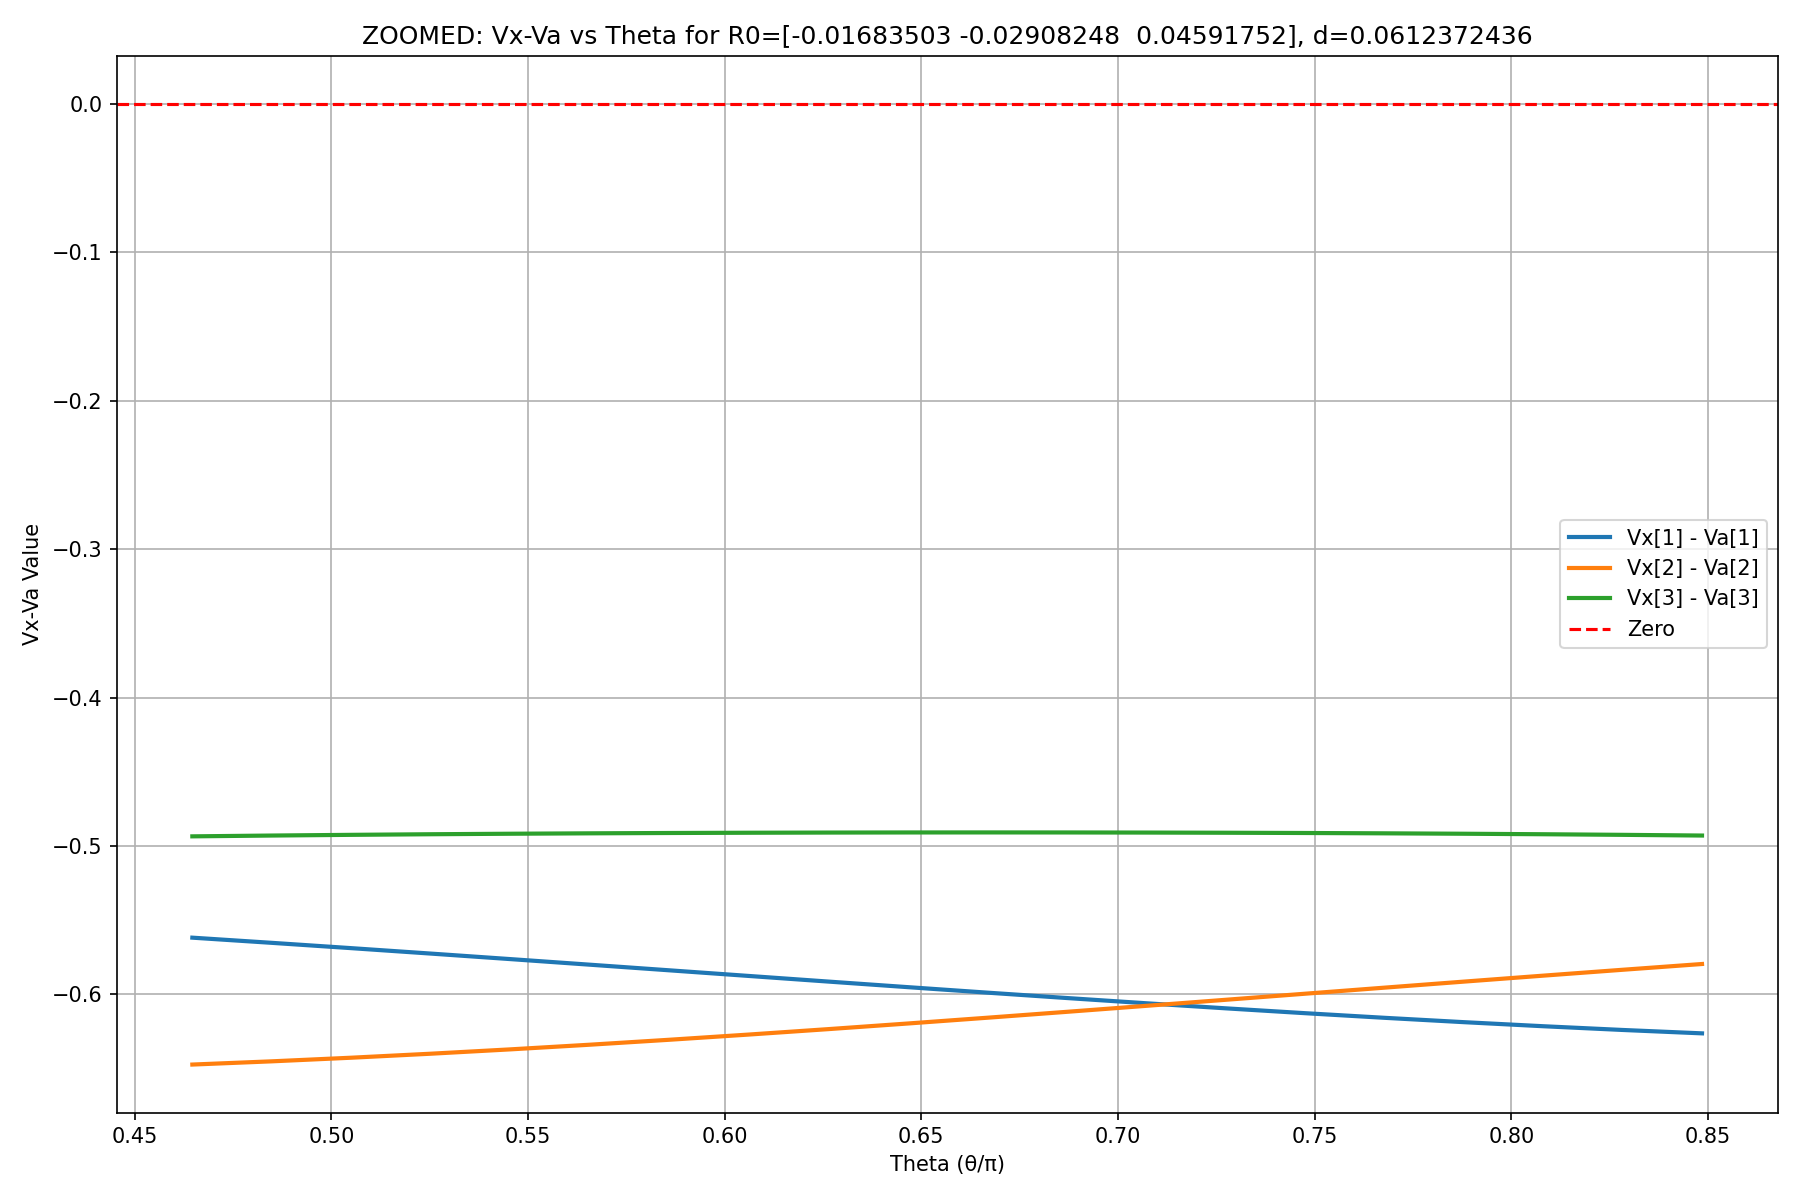 ZOOMED: Vx-Va vs Theta for R0=[-0.01683503 -0.02908248  0.04591752], d=0.0612372436
Vx-Va Value
0.0
−0.1
−0.2
−0.3
−0.4
−0.5
−0.6
Vx[1] - Va[1]
Vx[2] - Va[2]
Vx[3] - Va[3]
Zero
0.45 0.50 0.55 0.60 0.65 0.70 0.75 0.80 0.85
Theta (θ/π)